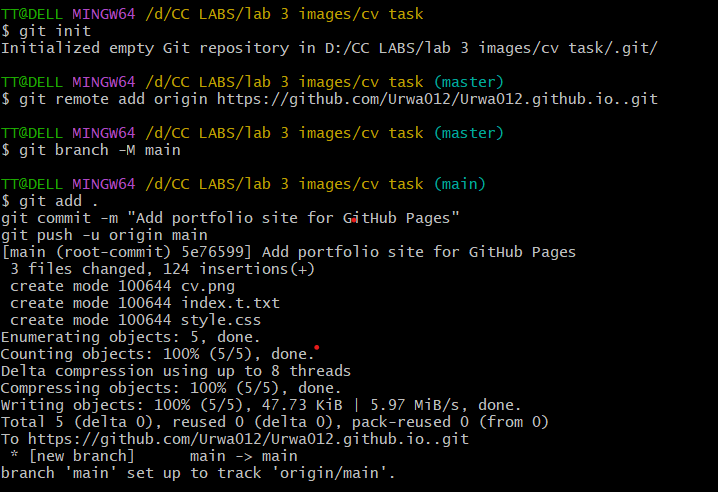 TT@DELL MINGW64 /d/CC LABS/lab 3 images/cv task
$ git init
Initialized empty Git repository in D:/CC LABS/lab 3 images/cv task/.git/
TT@DELL MINGW64 /d/CC LABS/lab 3 images/cv task (master)
$ git remote add origin https://github.com/Urwa012/Urwa012.github.io..git
TT@DELL MINGW64 /d/CC LABS/lab 3 images/cv task (master)
$ git branch -M main
TT@DELL MINGW64 /d/CC LABS/lab 3 images/cv task (main)
$ git add .
git commit -m "Add portfolio site for GitHub Pages"
git push -u origin main
[main (root-commit) 5e76599] Add portfolio site for GitHub Pages
 3 files changed, 124 insertions(+)
 create mode 100644 cv.png
 create mode 100644 index.t.txt
 create mode 100644 style.css
Enumerating objects: 5, done.
Counting objects: 100% (5/5), done.
Delta compression using up to 8 threads
Compressing objects: 100% (5/5), done.
Writing objects: 100% (5/5), 47.73 KiB | 5.97 MiB/s, done.
Total 5 (delta 0), reused 0 (delta 0), pack-reused 0 (from 0)
To https://github.com/Urwa012/Urwa012.github.io..git
 * [new branch]      main -> main
branch 'main' set up to track 'origin/main'.